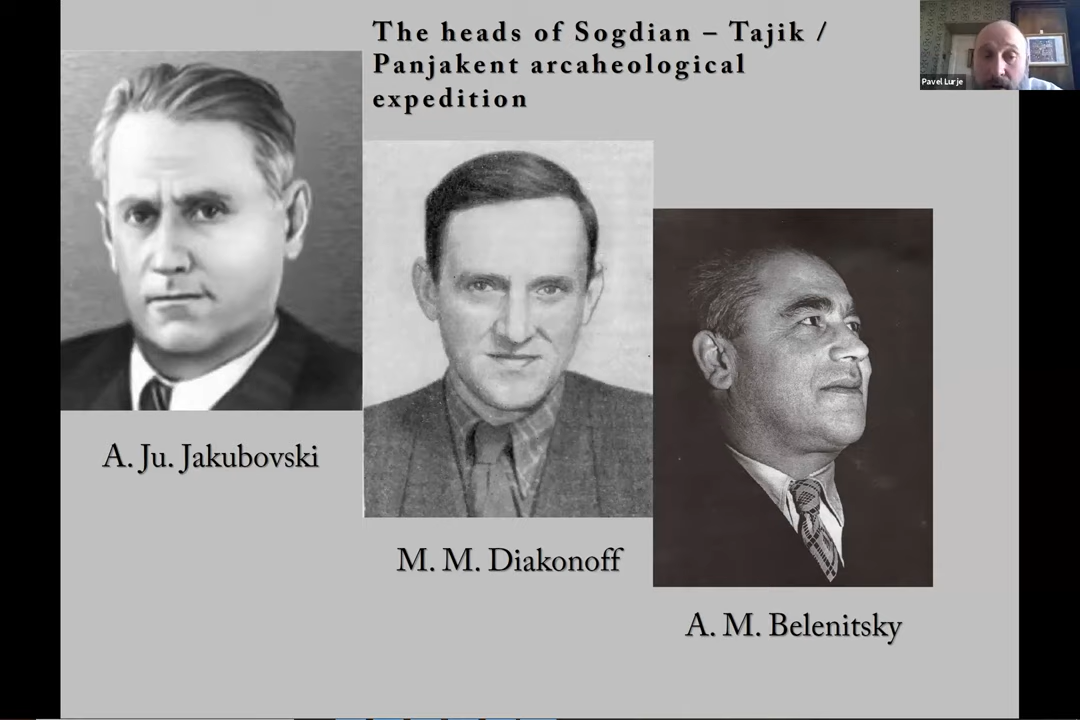 The heads of Sogdian – Tajik /
Panjakent arcaheological
expedition
Pavel Lurje
A. Ju. Jakubovski
M. M. Diakonoff
A. M. Belenitsky